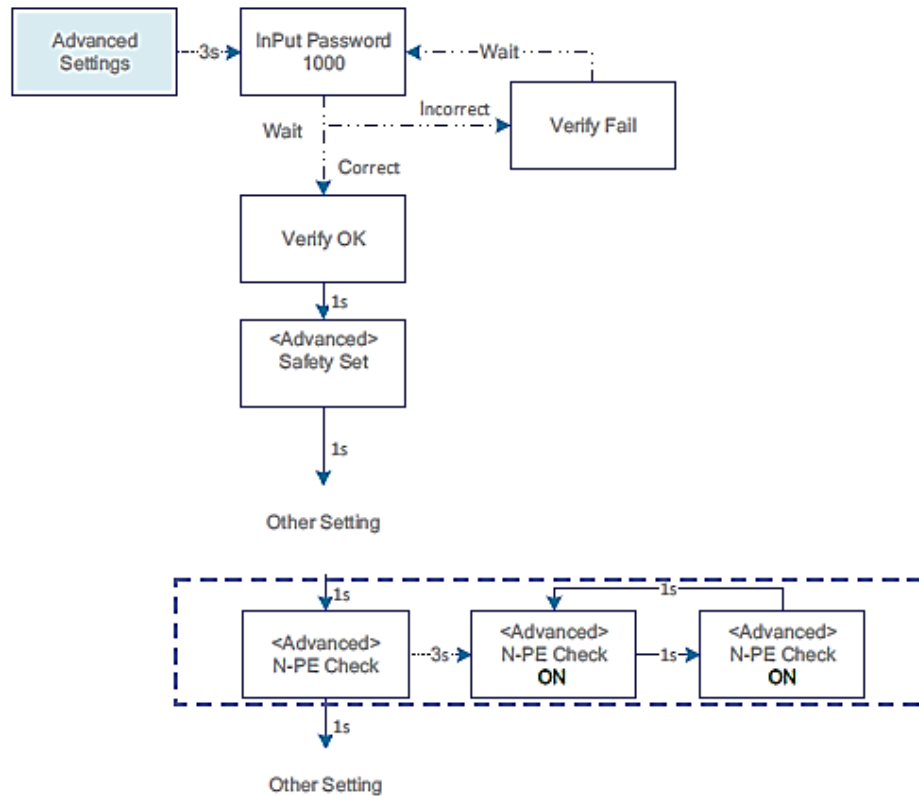 Advanced
Settings
3s
InPut Password
1000
Wait
Incorrect
Verify Fail
Wait
Correct
Verify OK
1s
<Advanced>
Safety Set
1s
Other Setting
1s
1s
<Advanced>
N-PE Check
3s
<Advanced>
N-PE Check
ON
1s
<Advanced>
N-PE Check
ON
1s
Other Setting